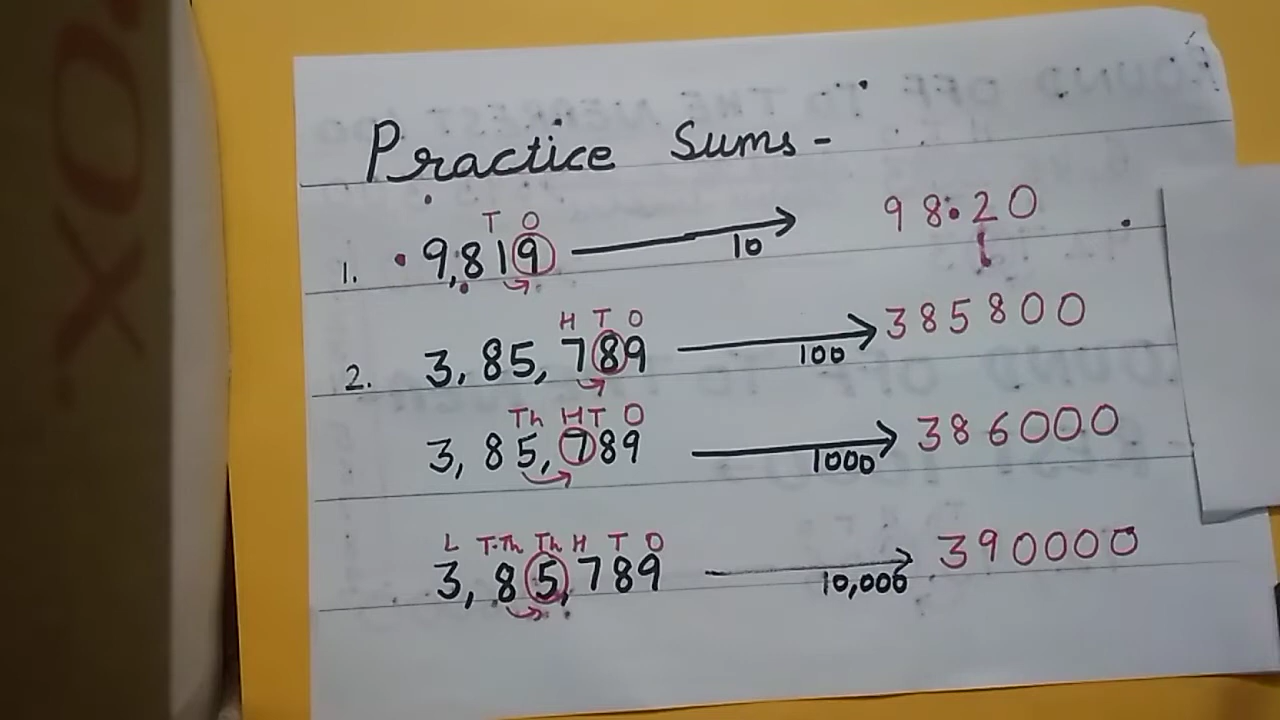 Practice Sums -
T O
1. 9,819 → 10 98.20
H T O
2. 3,85,789 → 100 385800
Th H T O
3,85,789 → 1000 386000
L T.Th Th H T O
3,85,789 → 10,000 390000
OX